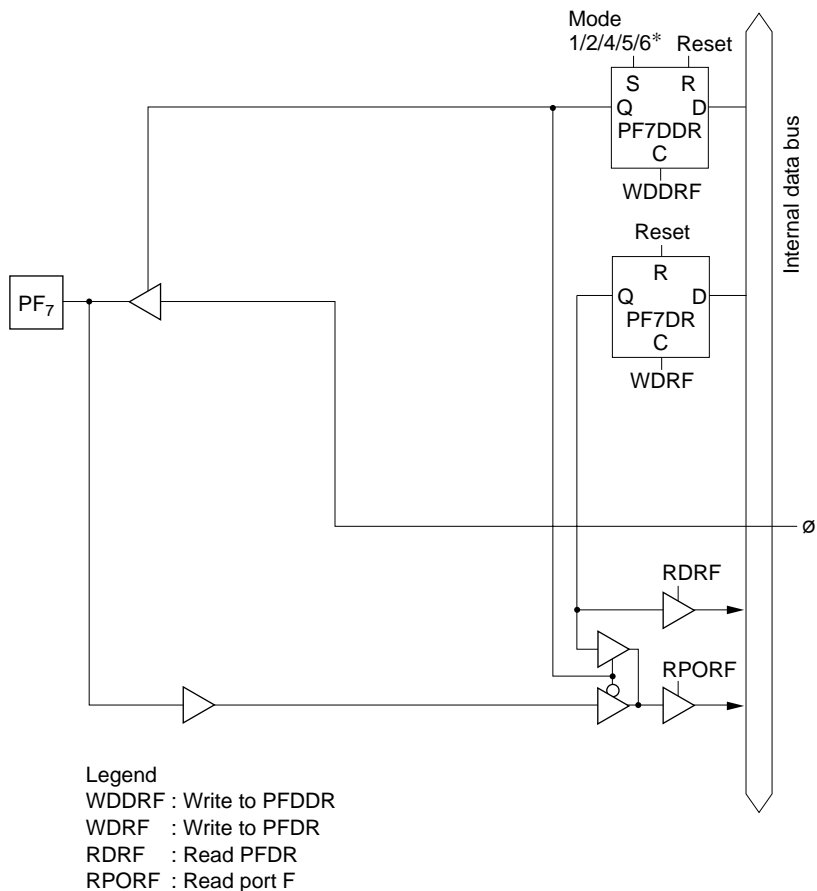 Mode
1/2/4/5/6* Reset
S R
Q D
PF7DDR
C
WDDRF
Internal data bus
Reset
R
Q D
PF7DR
C
WDRF
PF7
ø
RDRF
RPORF
Legend
WDDRF : Write to PFDDR
WDRF : Write to PFDR
RDRF : Read PFDR
RPORF : Read port F